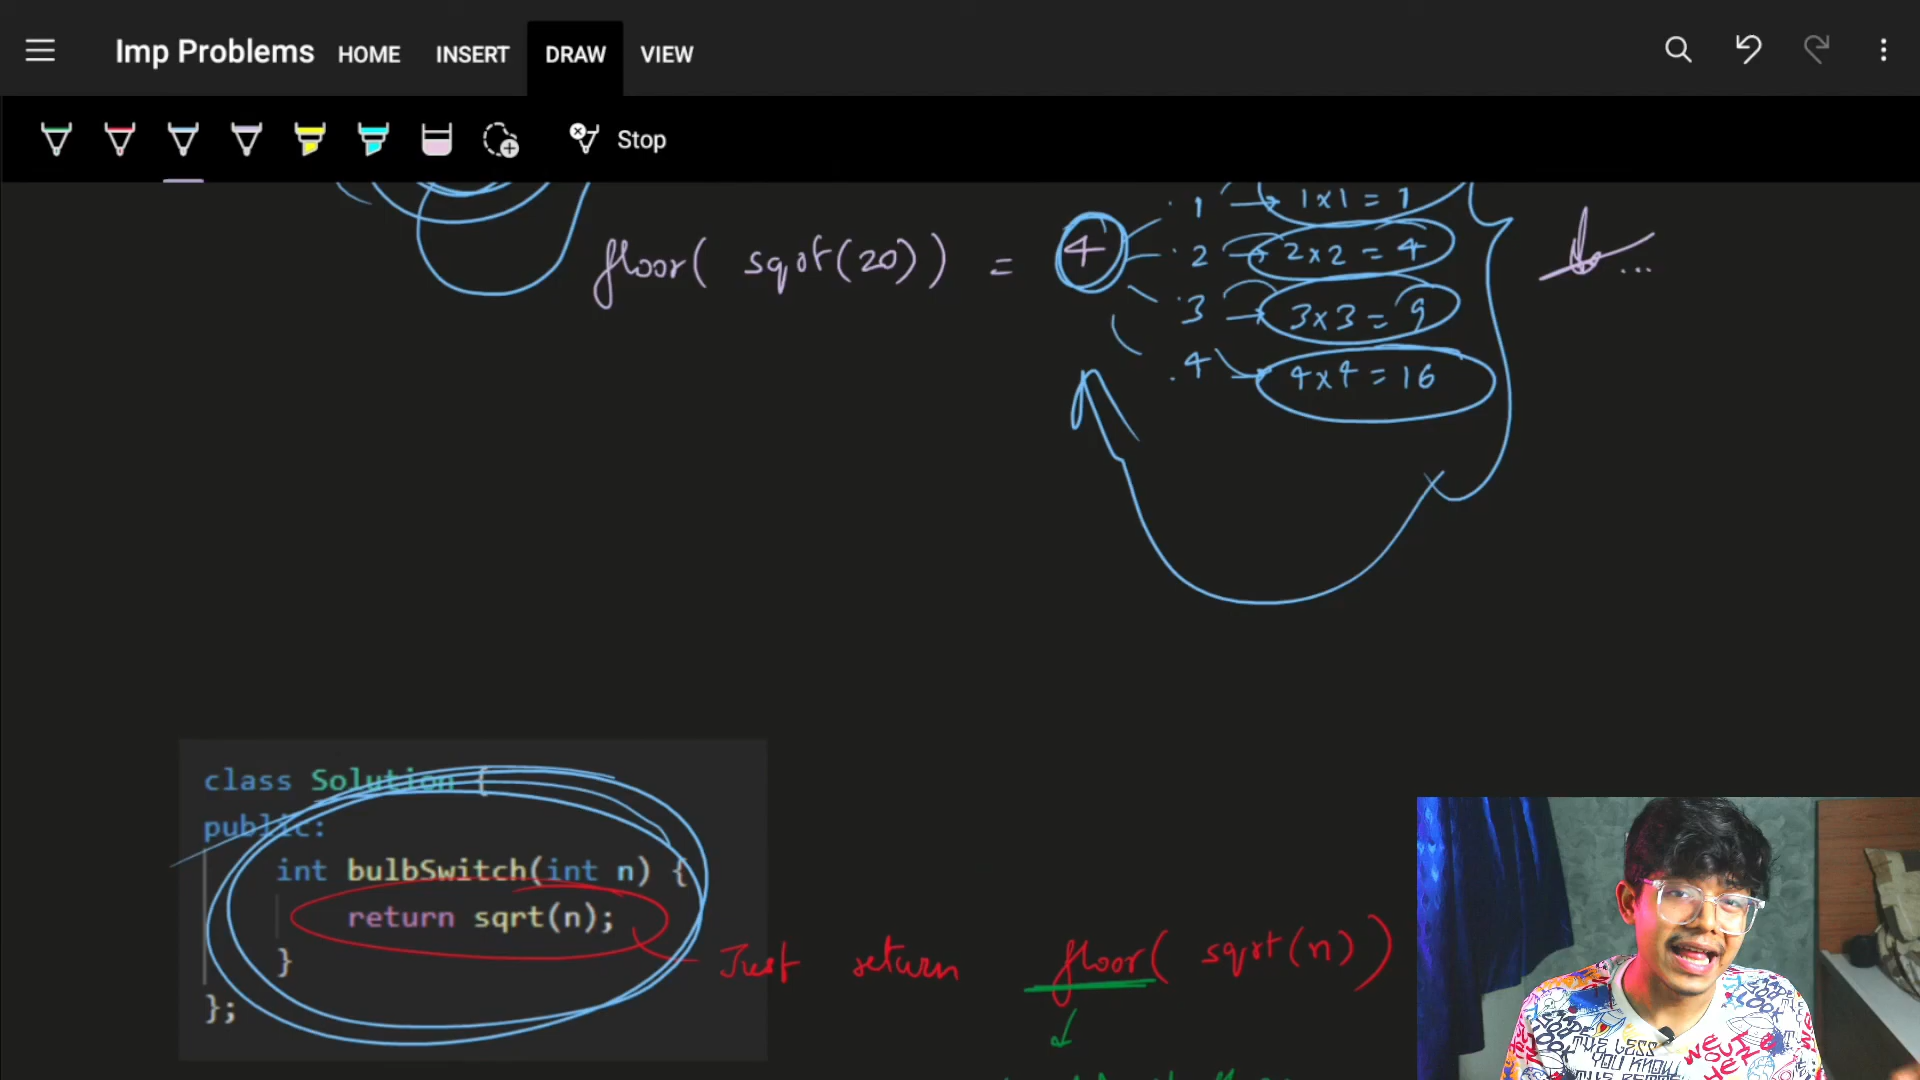 Imp Problems HOME INSERT DRAW VIEW
Stop
.1 → 1x1 = 1
floor( sqrt(20)) = 4 .2 → 2x2 = 4
.3 → 3x3 = 9
.4 → 4x4 = 16
class Solution {
public:
int bulbSwitch(int n) {
return sqrt(n);
}
};
Just return floor( sqrt(n))